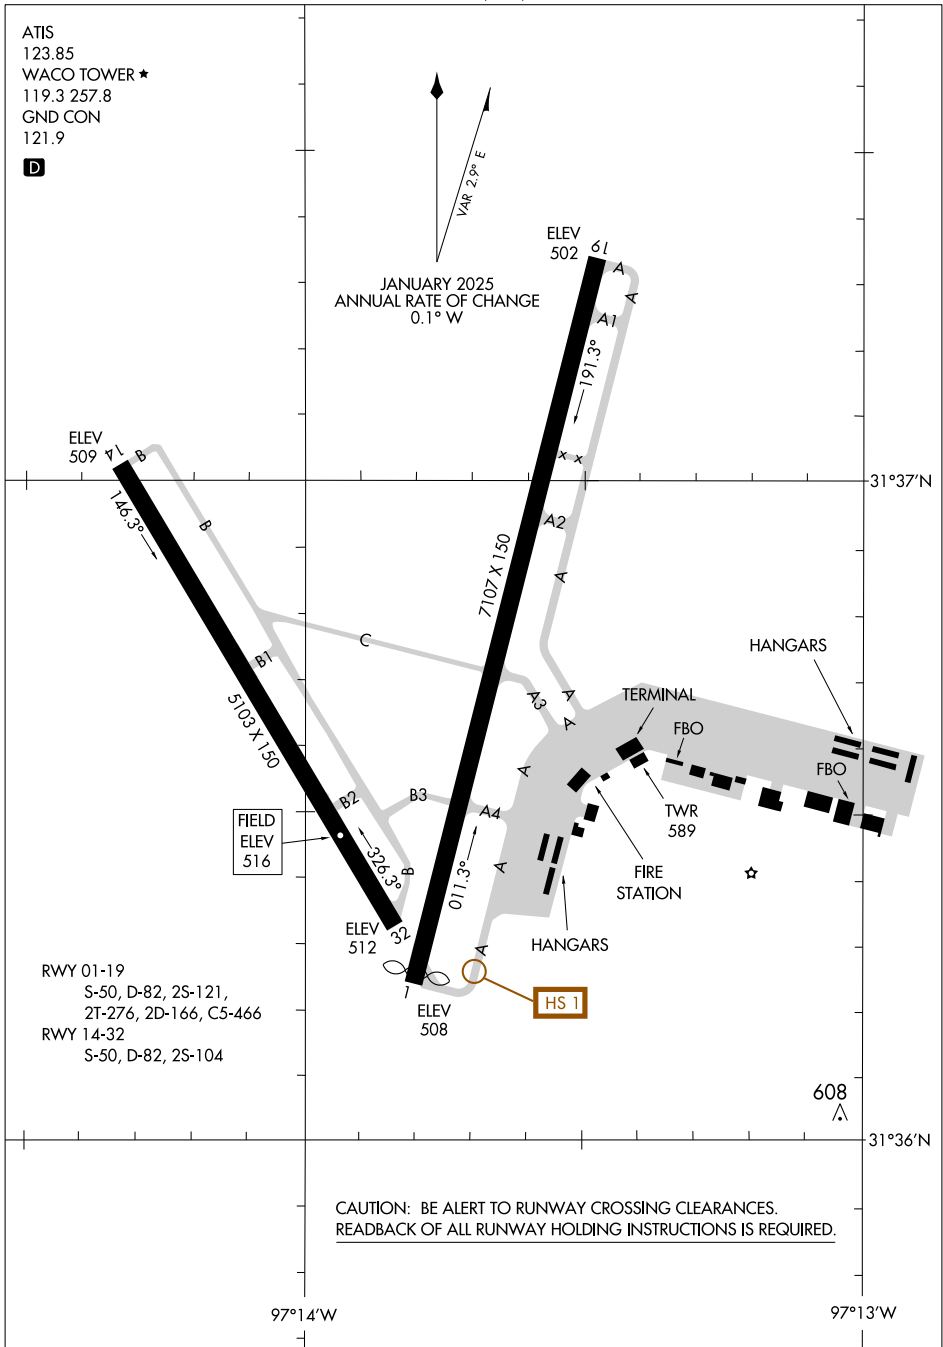 ATIS
123.85
WACO TOWER ★
119.3 257.8
GND CON
121.9
D
VAR 2.9° E
JANUARY 2025
ANNUAL RATE OF CHANGE
0.1° W
ELEV
502
19
A
A
A1
191.3°
x x
ELEV
509
14
B
146.3°
B
31°37'N
A2
7107 X 150
A
C
B1
HANGARS
A3
A
A
TERMINAL
FBO
5103 X 150
A
FBO
B2
B3
A4
TWR
589
FIELD
ELEV
516
326.3°
B
011.3°
A
FIRE
STATION
ELEV
512
32
HANGARS
A
RWY 01-19
S-50, D-82, 2S-121,
2T-276, 2D-166, C5-466
RWY 14-32
S-50, D-82, 2S-104
1
ELEV
508
HS 1
608
31°36'N
CAUTION: BE ALERT TO RUNWAY CROSSING CLEARANCES.
READBACK OF ALL RUNWAY HOLDING INSTRUCTIONS IS REQUIRED.
97°14'W
97°13'W